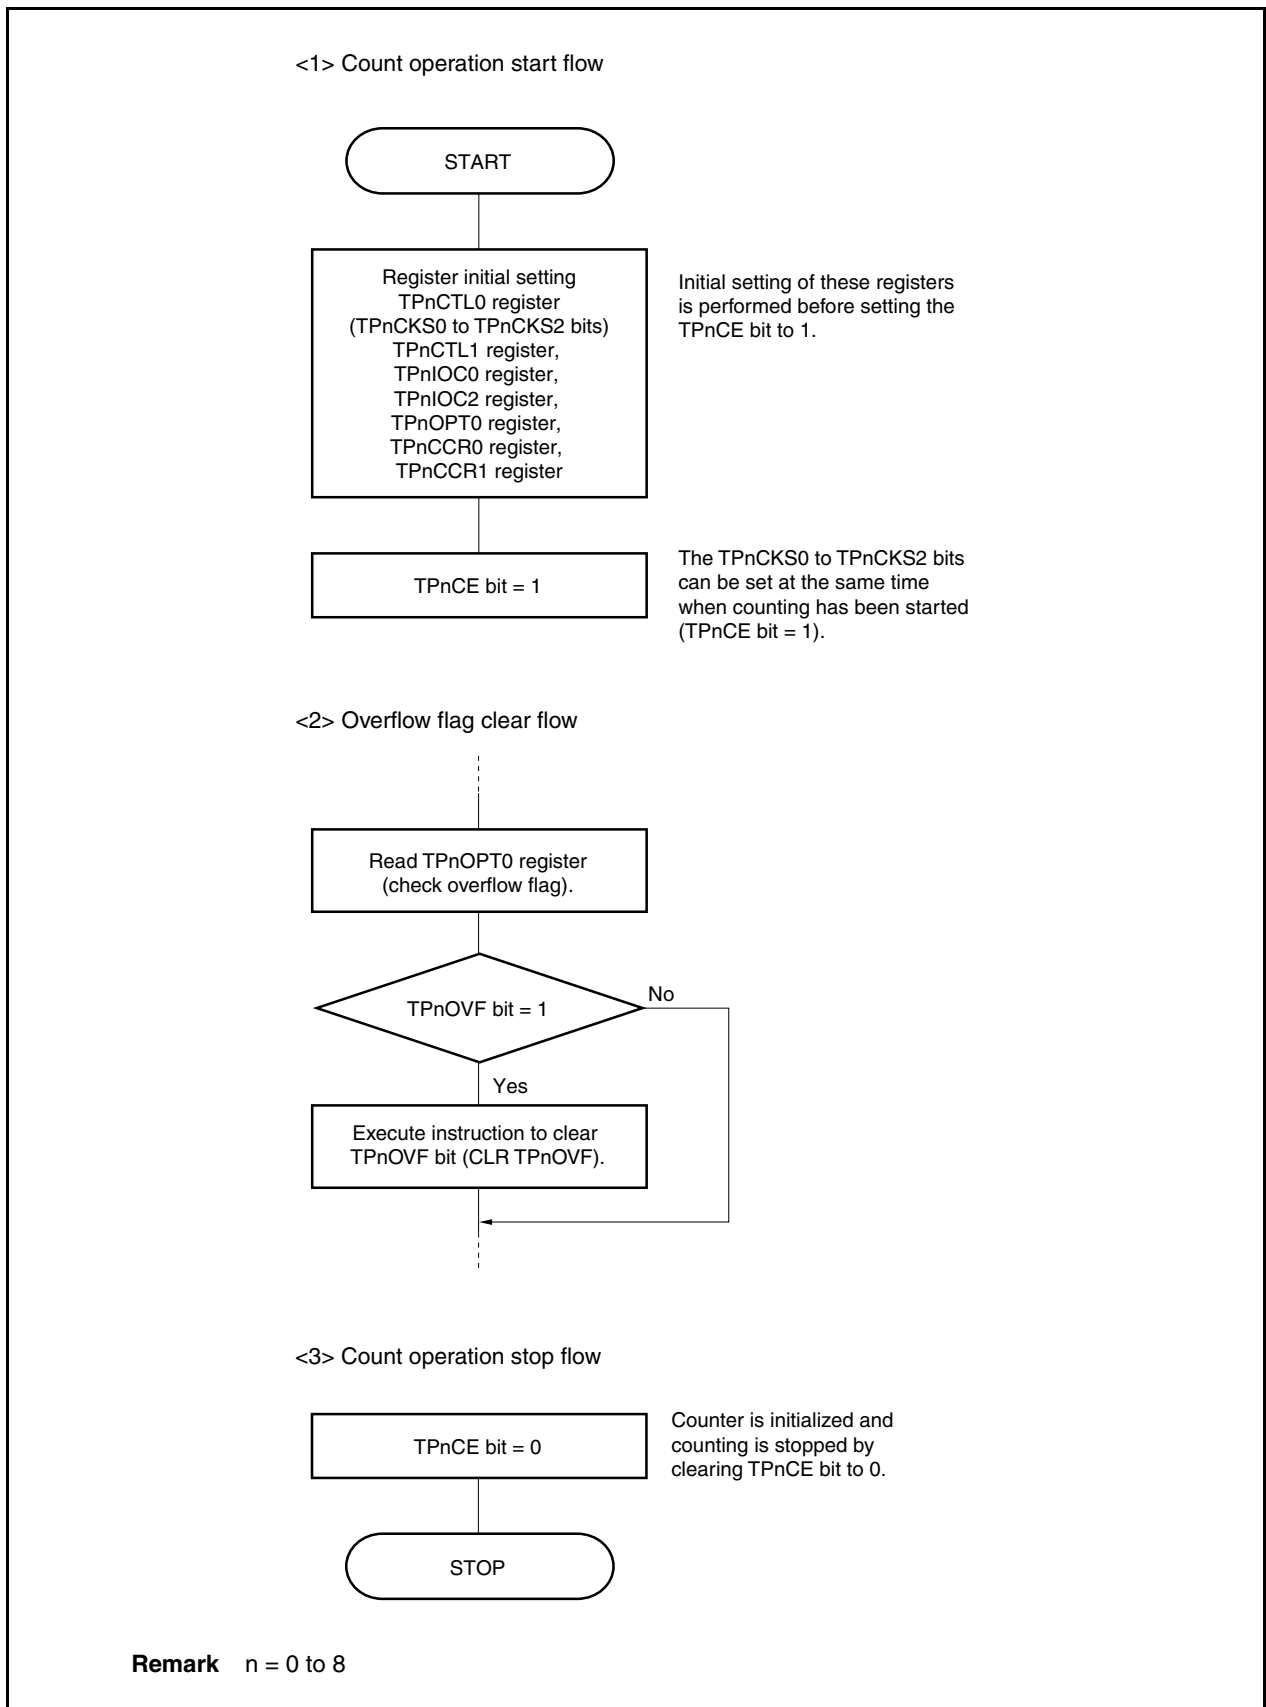 <1> Count operation start flow
START
Register initial setting
TPnCTL0 register
(TPnCKS0 to TPnCKS2 bits)
TPnCTL1 register,
TPnIOC0 register,
TPnIOC2 register,
TPnOPT0 register,
TPnCCR0 register,
TPnCCR1 register
Initial setting of these registers
is performed before setting the
TPnCE bit to 1.
TPnCE bit = 1
The TPnCKS0 to TPnCKS2 bits
can be set at the same time
when counting has been started
(TPnCE bit = 1).
<2> Overflow flag clear flow
Read TPnOPT0 register
(check overflow flag).
TPnOVF bit = 1
No
Yes
Execute instruction to clear
TPnOVF bit (CLR TPnOVF).
<3> Count operation stop flow
TPnCE bit = 0
Counter is initialized and
counting is stopped by
clearing TPnCE bit to 0.
STOP
Remark n = 0 to 8